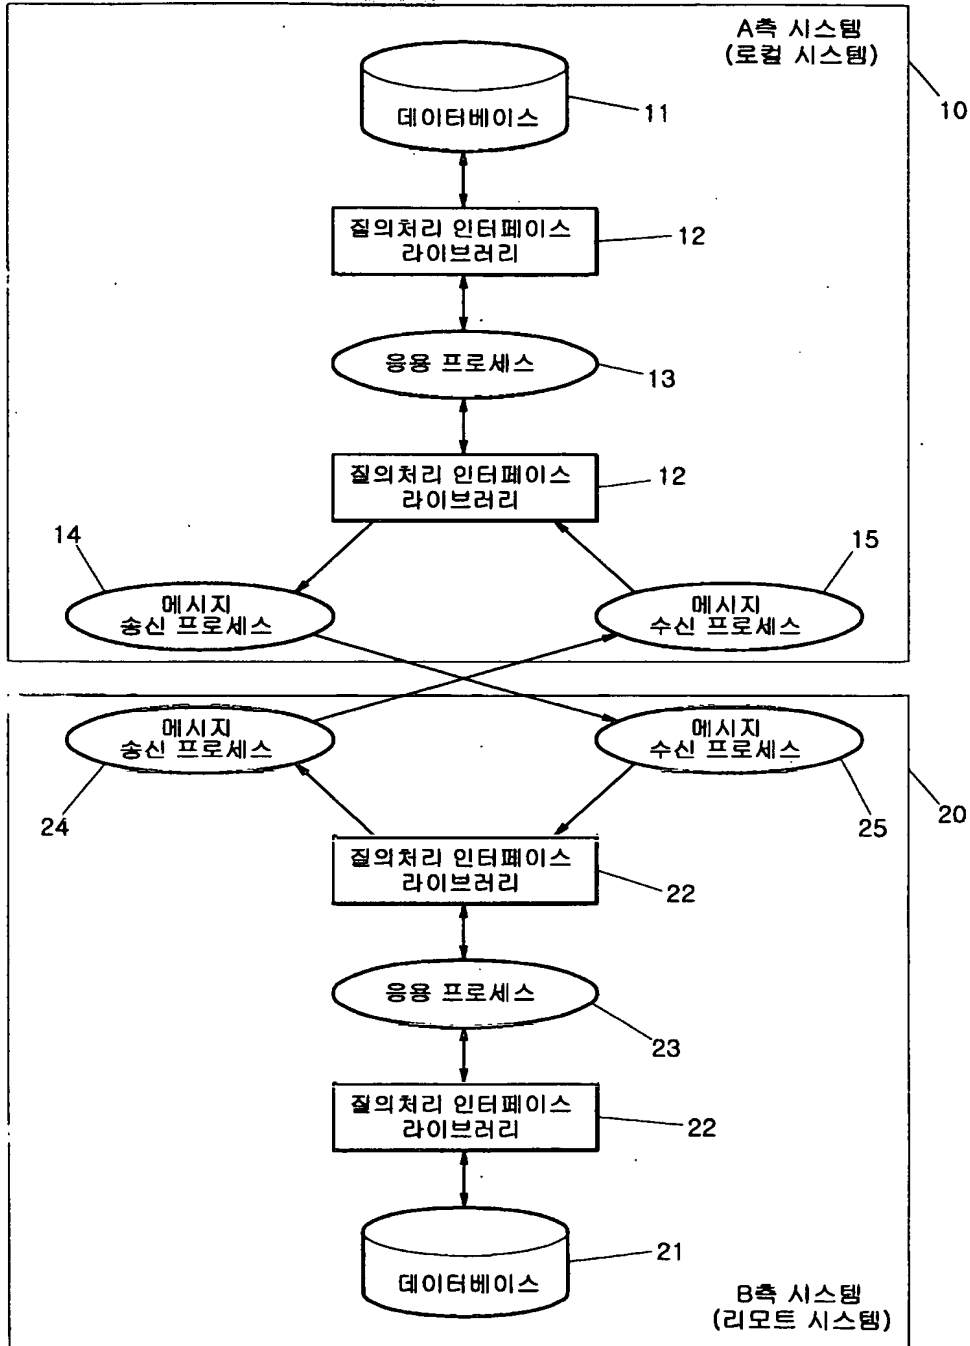 A측 시스템
(로컬 시스템)
10
데이터베이스
11
질의처리 인터페이스
라이브러리
12
응용 프로세스
13
질의처리 인터페이스
라이브러리
12
14
15
메시지
송신 프로세스
메시지
수신 프로세스
메시지
송신 프로세스
메시지
수신 프로세스
20
24
25
질의처리 인터페이스
라이브러리
22
응용 프로세스
23
질의처리 인터페이스
라이브러리
22
데이터베이스
21
B측 시스템
(리모트 시스템)